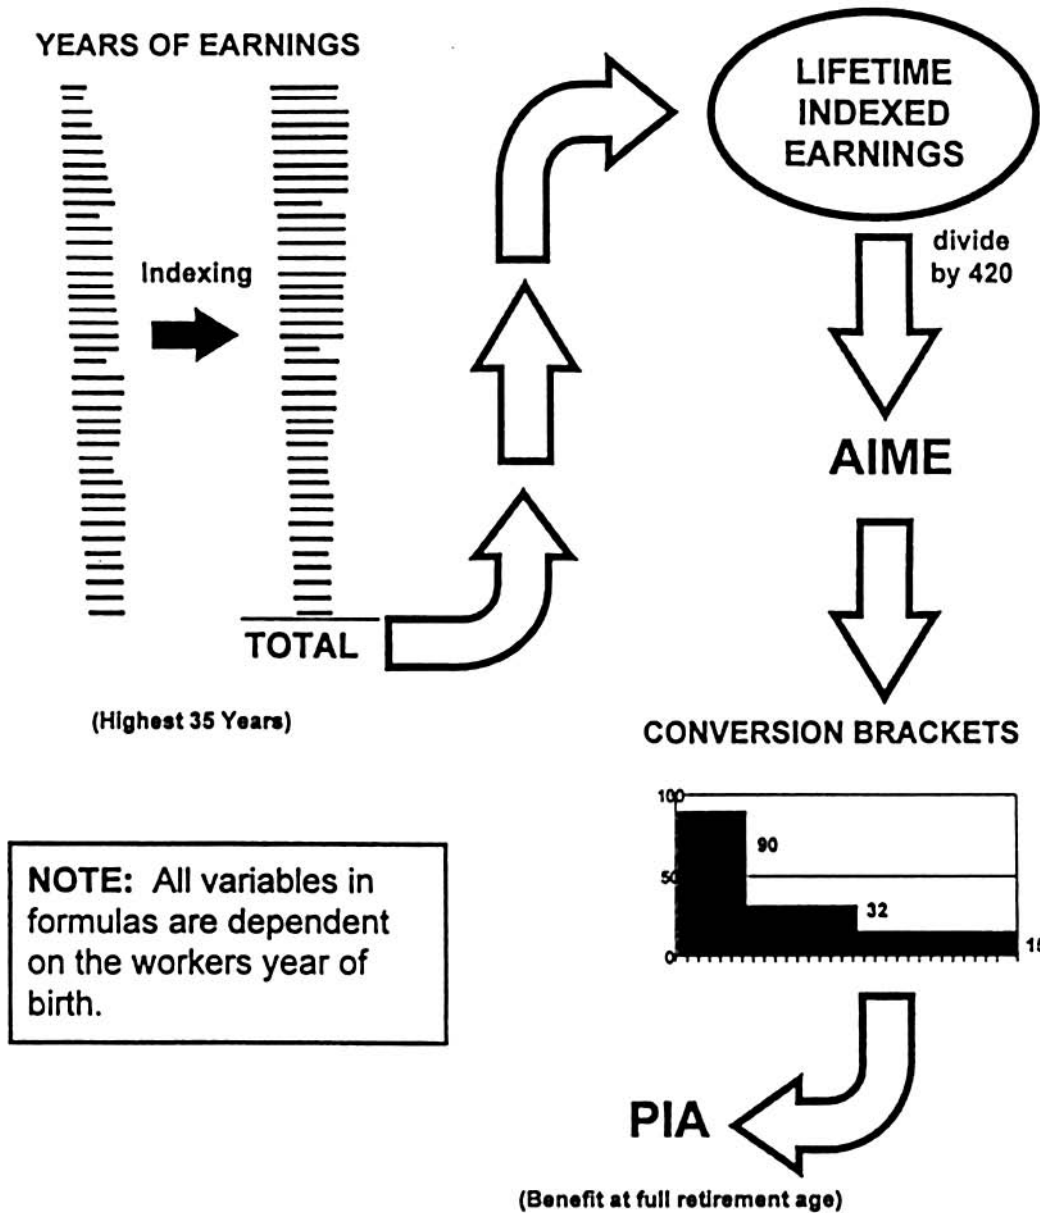 YEARS OF EARNINGS
Indexing
TOTAL
(Highest 35 Years)
LIFETIME
INDEXED
EARNINGS
divide
by 420
AIME
CONVERSION BRACKETS
100
90
50
32
0
15
PIA
(Benefit at full retirement age)
NOTE: All variables in
formulas are dependent
on the workers year of
birth.